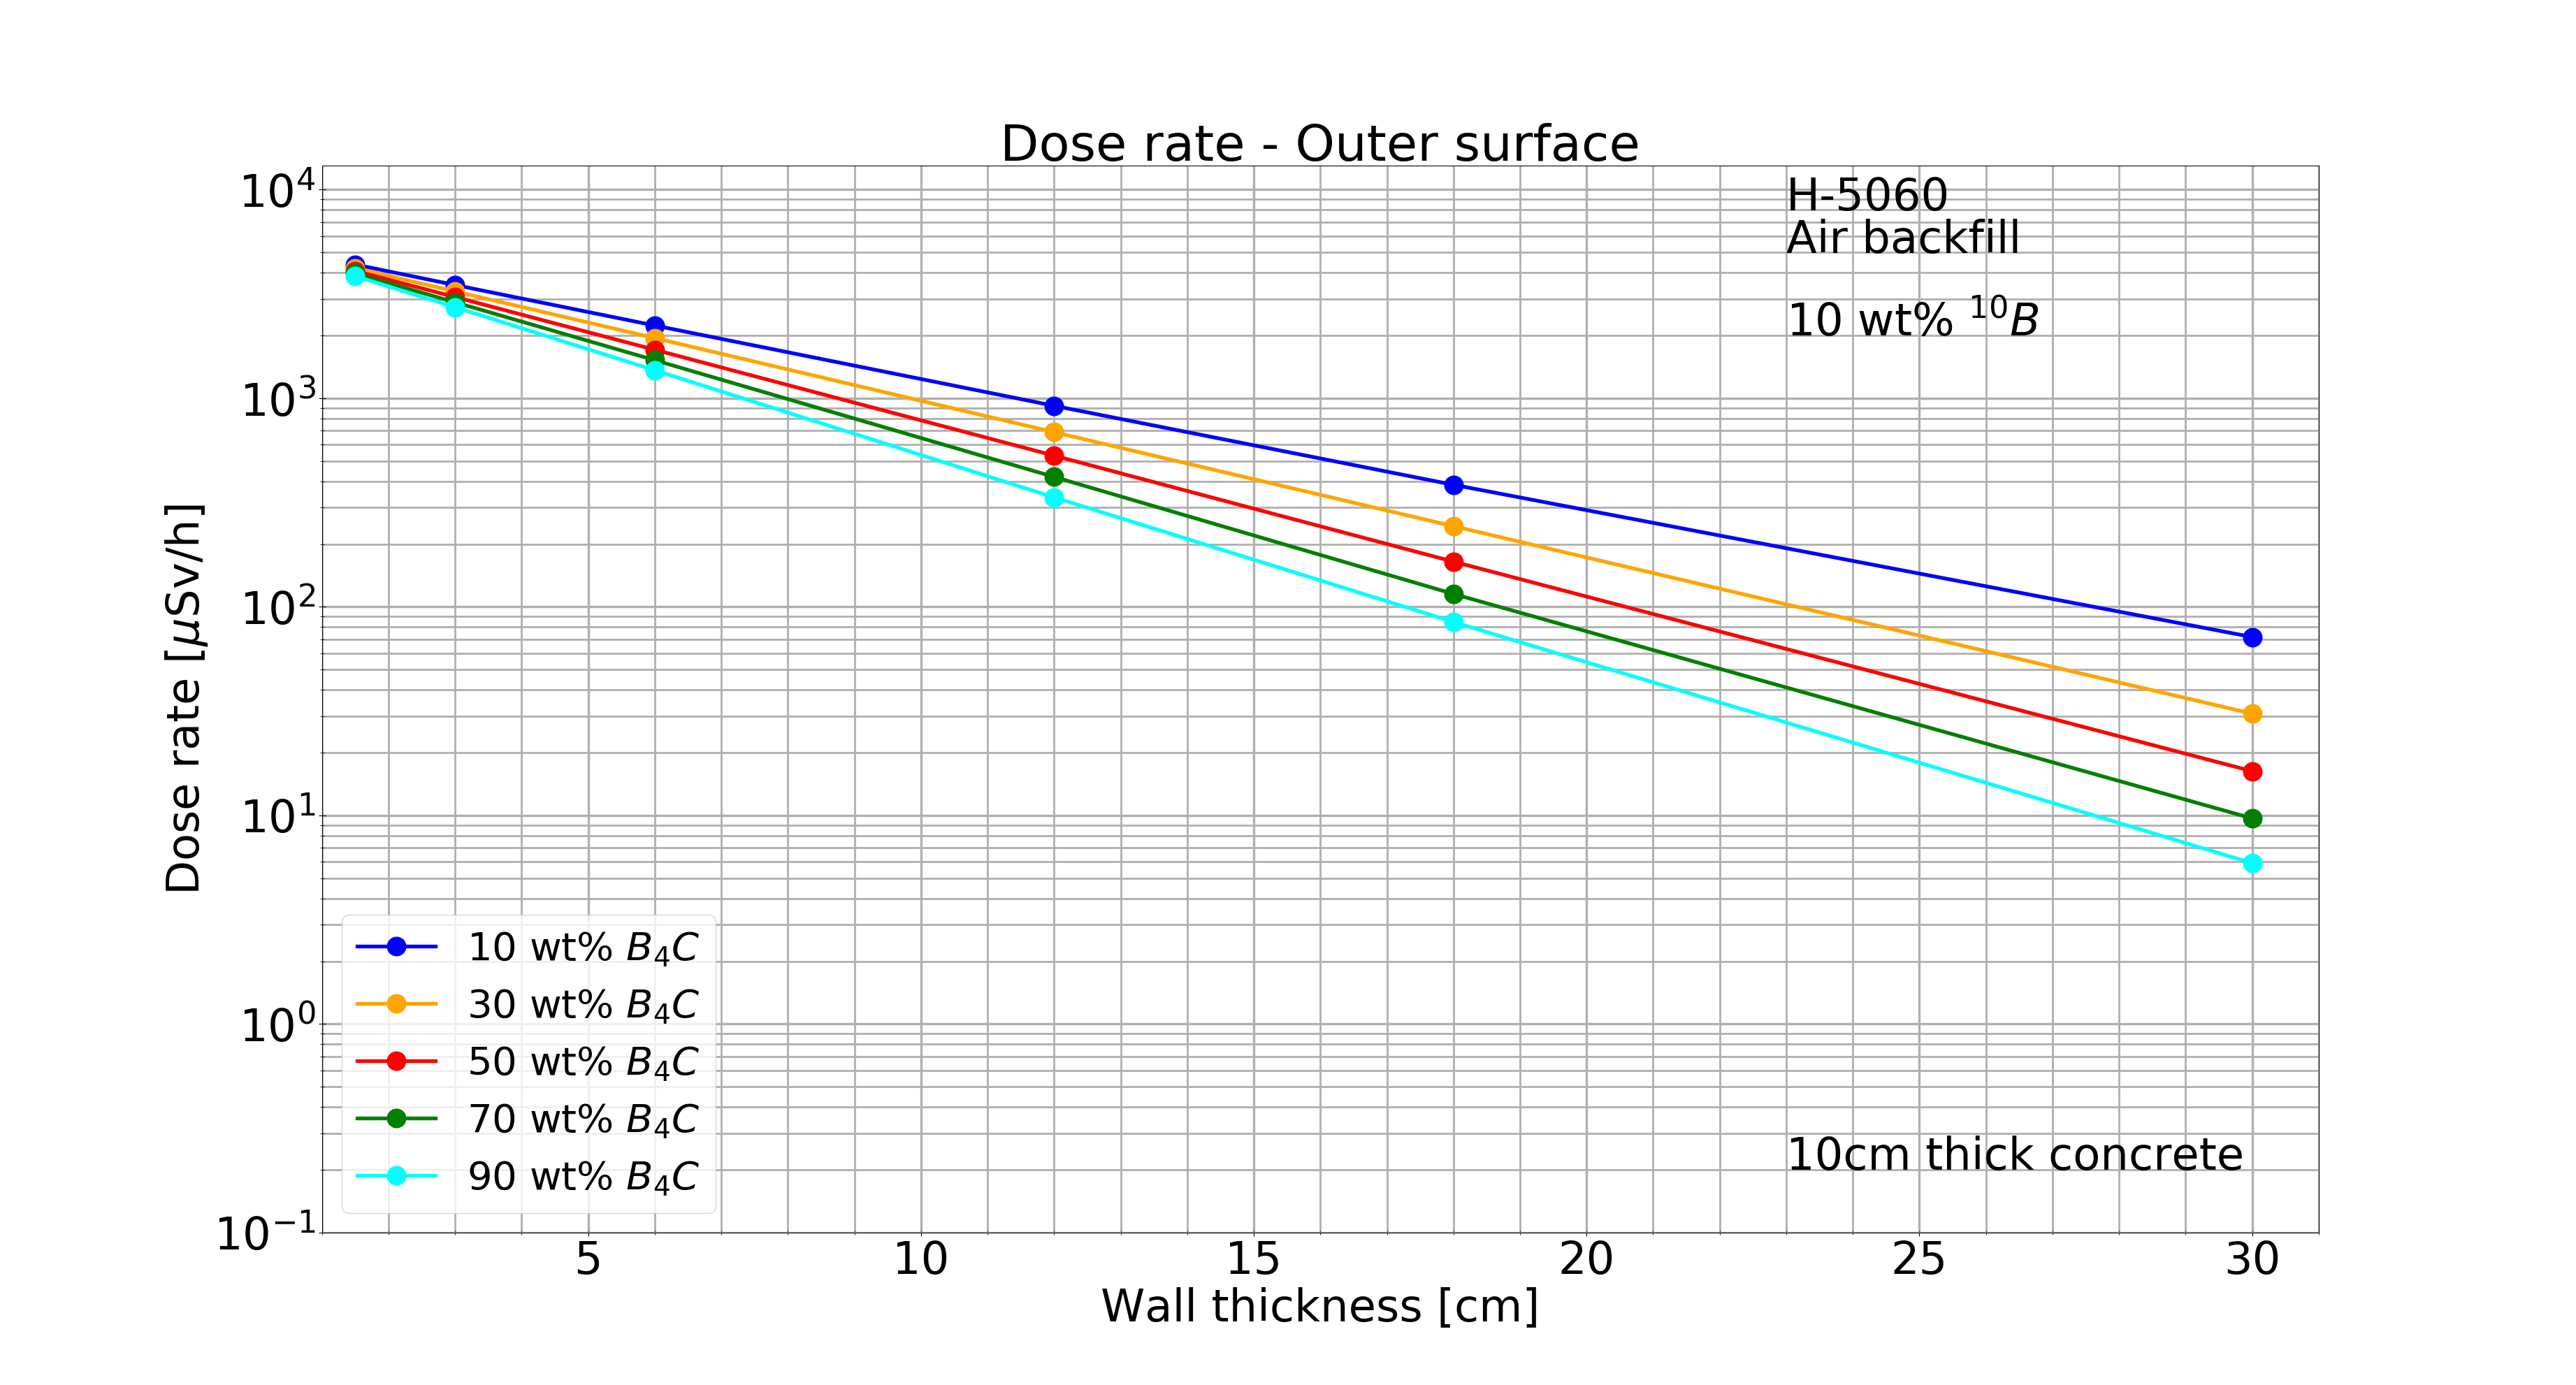 Dose rate - Outer surface
10⁴
10³
10²
10¹
10⁰
10⁻¹
Dose rate [μSv/h]
H-5060
Air backfill
10 wt% ¹⁰B
10 wt% B₄C
30 wt% B₄C
50 wt% B₄C
70 wt% B₄C
90 wt% B₄C
10cm thick concrete
5 10 15 20 25 30
Wall thickness [cm]